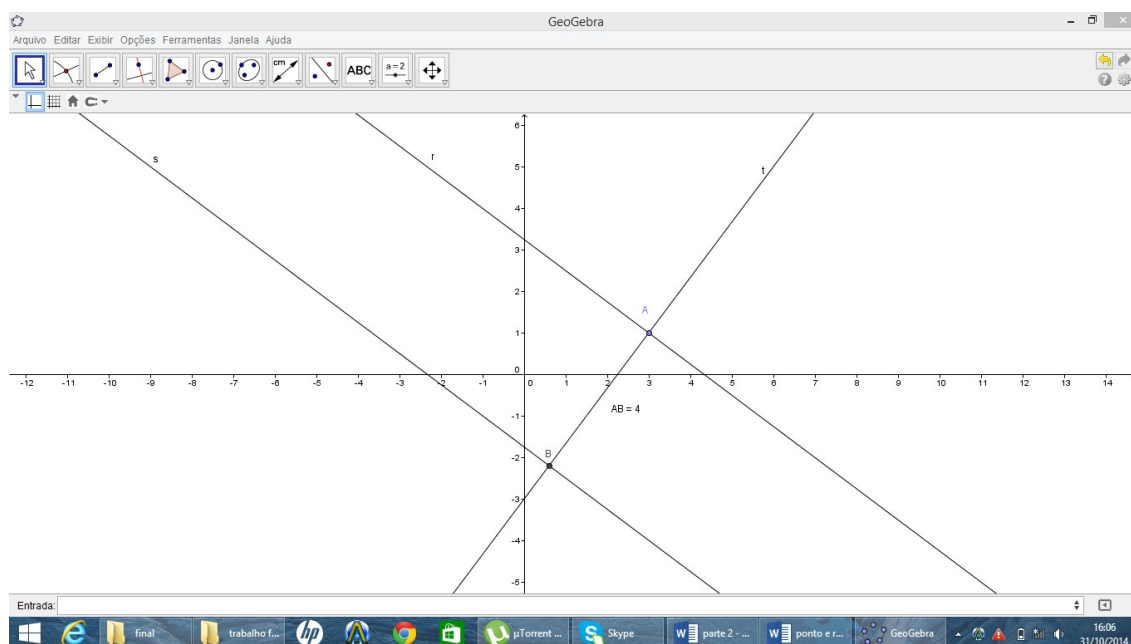 GeoGebra
Arquivo Editar Exibir Opções Ferramentas Janela Ajuda
cm ABC a=2
s r t
6
5
4
3
2
A
1
0
-12 -11 -10 -9 -8 -7 -6 -5 -4 -3 -2 -1 0 1 2 3 4 5 6 7 8 9 10 11 12 13 14
AB = 4
-1
B
-2
-3
-4
-5
Entrada:
final trabalho f... hp µTorrent ... Skype parte 2 - ... ponto e r... GeoGebra 16:06
31/10/2014